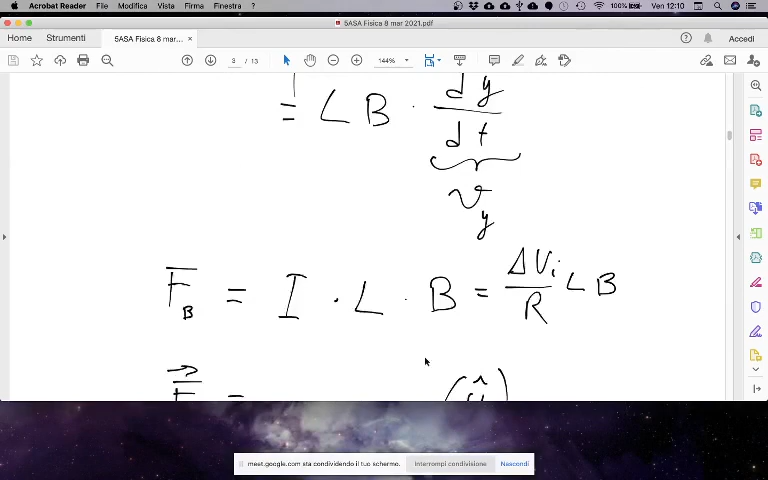 Acrobat Reader File Modifica Vista Firma Finestra ? 100% Ven 12:10
5ASA Fisica 8 mar 2021.pdf
Home Strumenti 5ASA Fisica 8 mar... × ? Accedi
3 / 13 144%
= L B · dy
dt
v_y
F_B = I · L · B = ΔV_i / R L B
meet.google.com sta condividendo il tuo schermo. Interrompi condivisione Nascondi